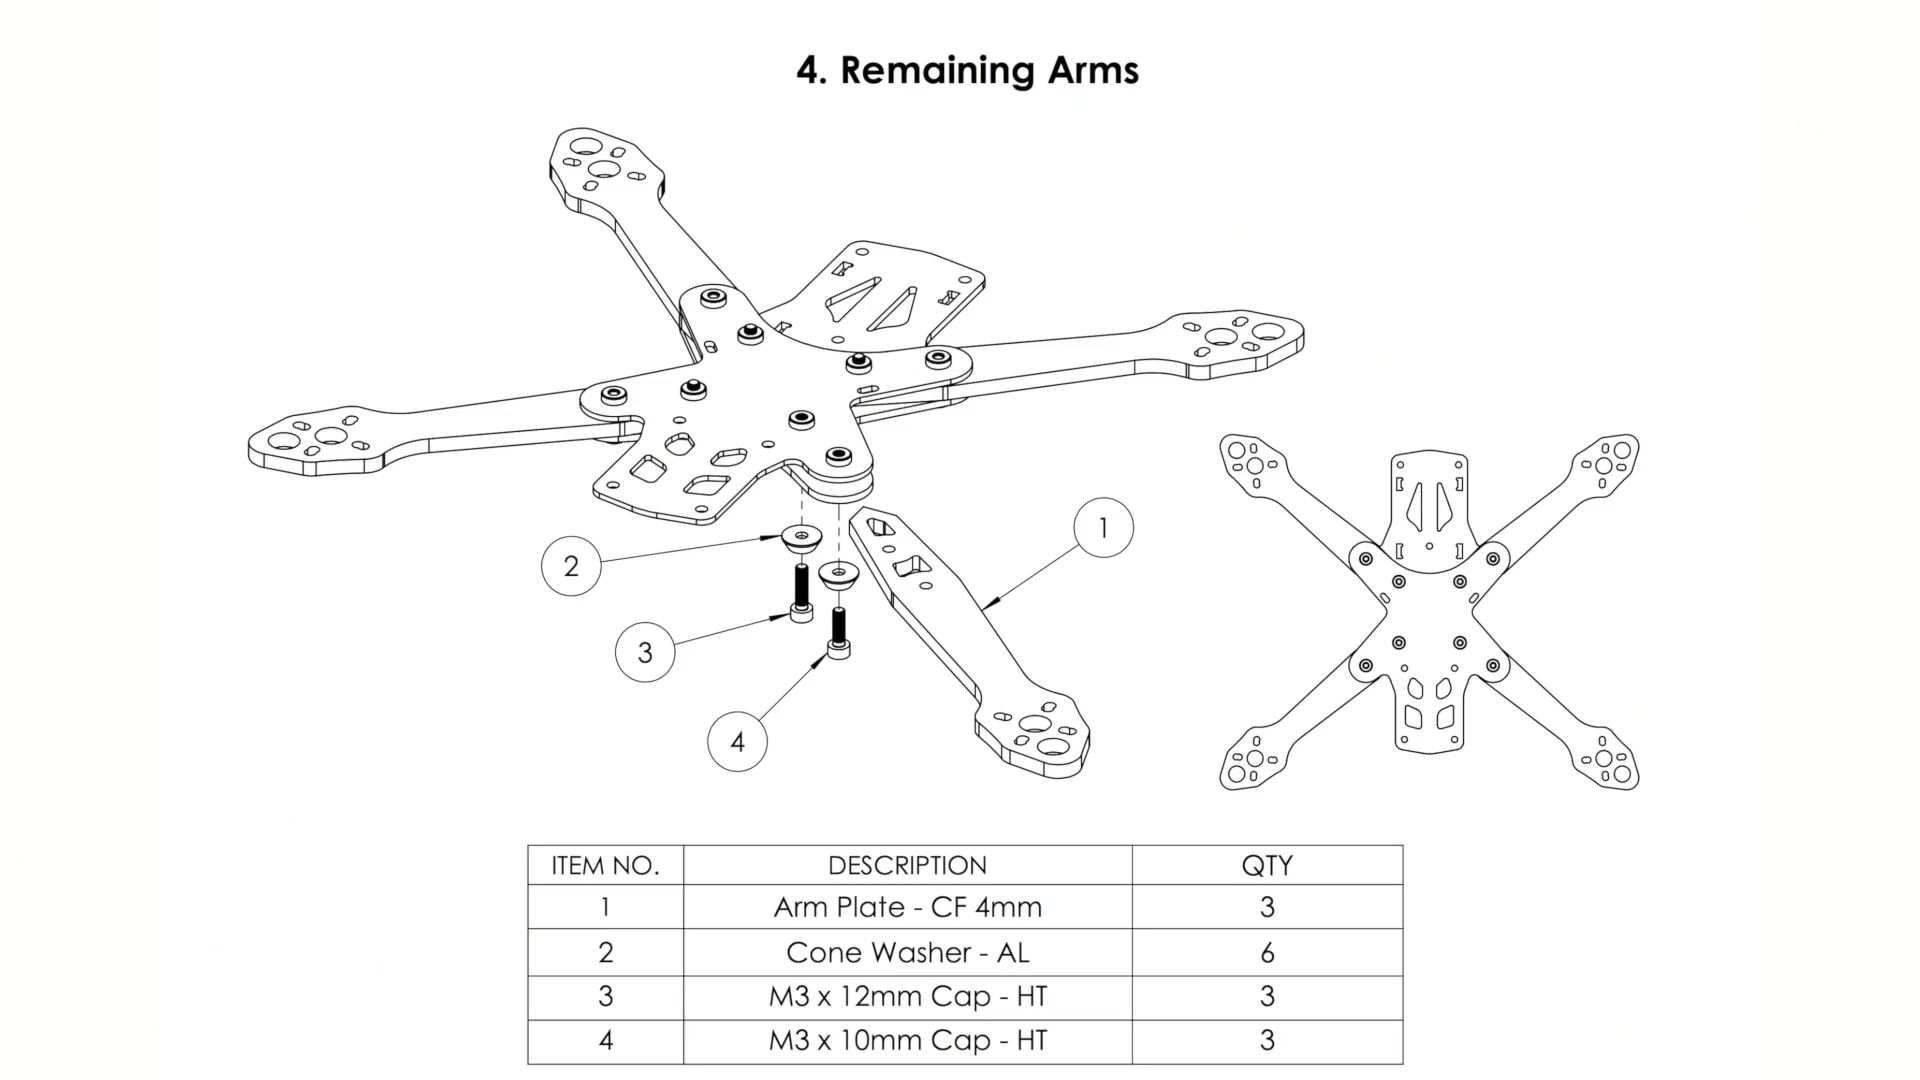 4. Remaining Arms
1
2
3
4
ITEM NO. DESCRIPTION QTY
1 Arm Plate - CF 4mm 3
2 Cone Washer - AL 6
3 M3 x 12mm Cap - HT 3
4 M3 x 10mm Cap - HT 3